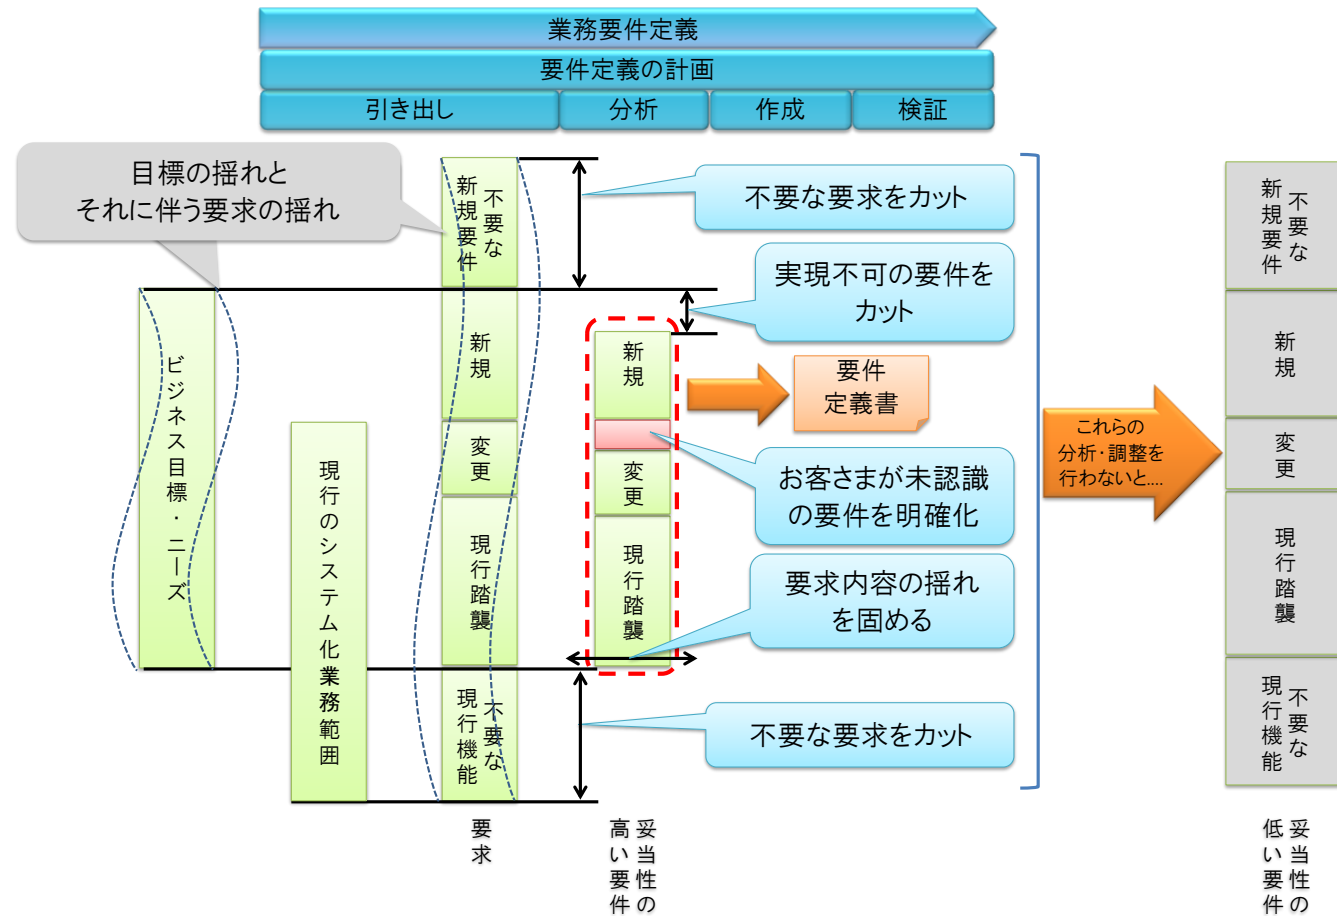 業務要件定義
要件定義の計画
引き出し
分析
作成
検証
目標の揺れと
それに伴う要求の揺れ
不要な
新規要件
新規
変更
現行踏襲
不要な
現行機能
要求
ビジネス目標・ニーズ
現行のシステム化業務範囲
新規
変更
現行踏襲
妥当性の
高い要件
不要な要求をカット
実現不可の要件を
カット
要件
定義書
お客さまが未認識
の要件を明確化
要求内容の揺れ
を固める
不要な要求をカット
これらの
分析・調整を
行わないと....
不要な
新規要件
新規
変更
現行踏襲
不要な
現行機能
妥当性の
低い要件